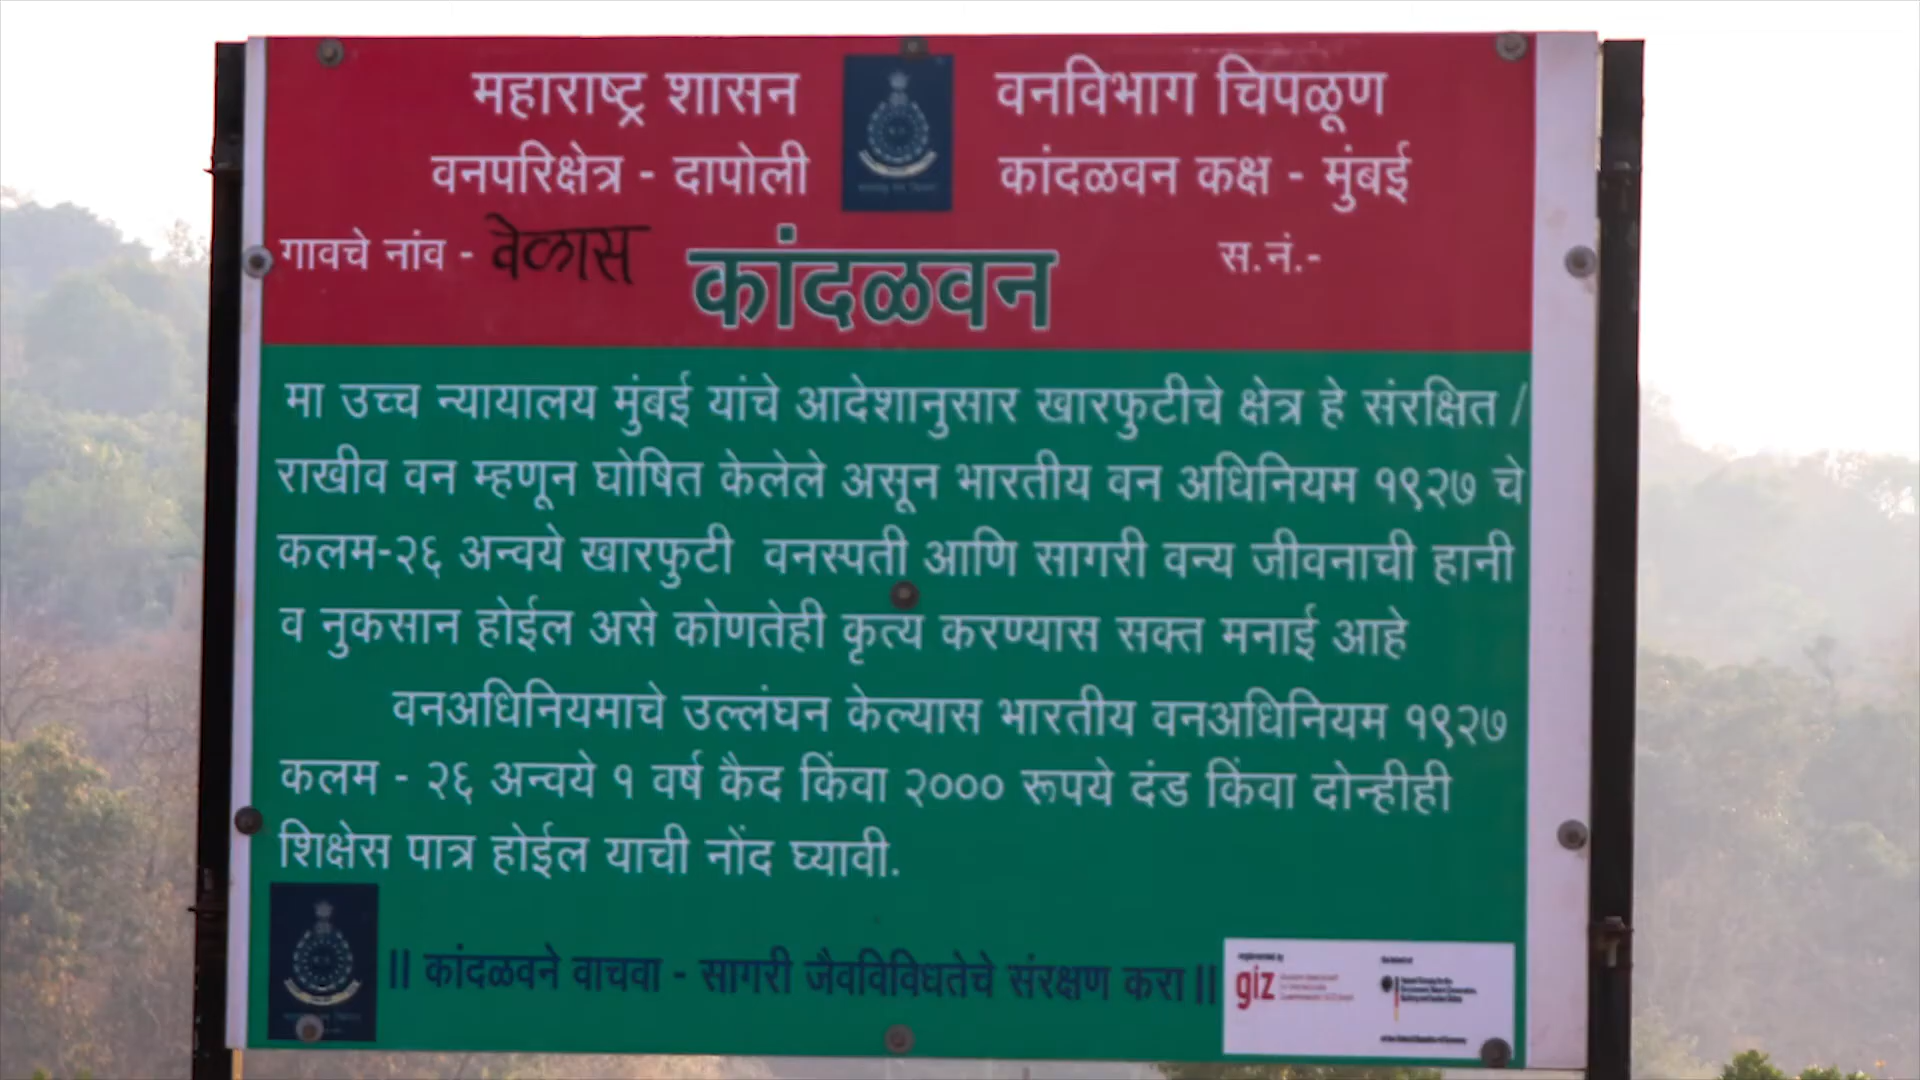 महाराष्ट्र शासन वनविभाग चिपळूण
वनपरिक्षेत्र - दापोली कांदळवन कक्ष - मुंबई
गावचे नांव - वेळास कांदळवन स.नं.-
मा उच्च न्यायालय मुंबई यांचे आदेशानुसार खारफुटीचे क्षेत्र हे संरक्षित /
राखीव वन म्हणून घोषित केलेले असून भारतीय वन अधिनियम १९२७ चे
कलम-२६ अन्वये खारफुटी वनस्पती आणि सागरी वन्य जीवनाची हानी
व नुकसान होईल असे कोणतेही कृत्य करण्यास सक्त मनाई आहे
वनअधिनियमाचे उल्लंघन केल्यास भारतीय वनअधिनियम १९२७
कलम - २६ अन्वये १ वर्ष कैद किंवा २००० रूपये दंड किंवा दोन्हीही
शिक्षेस पात्र होईल याची नोंद घ्यावी.
|| कांदळवने वाचवा - सागरी जैवविविधतेचे संरक्षण करा ||
giz